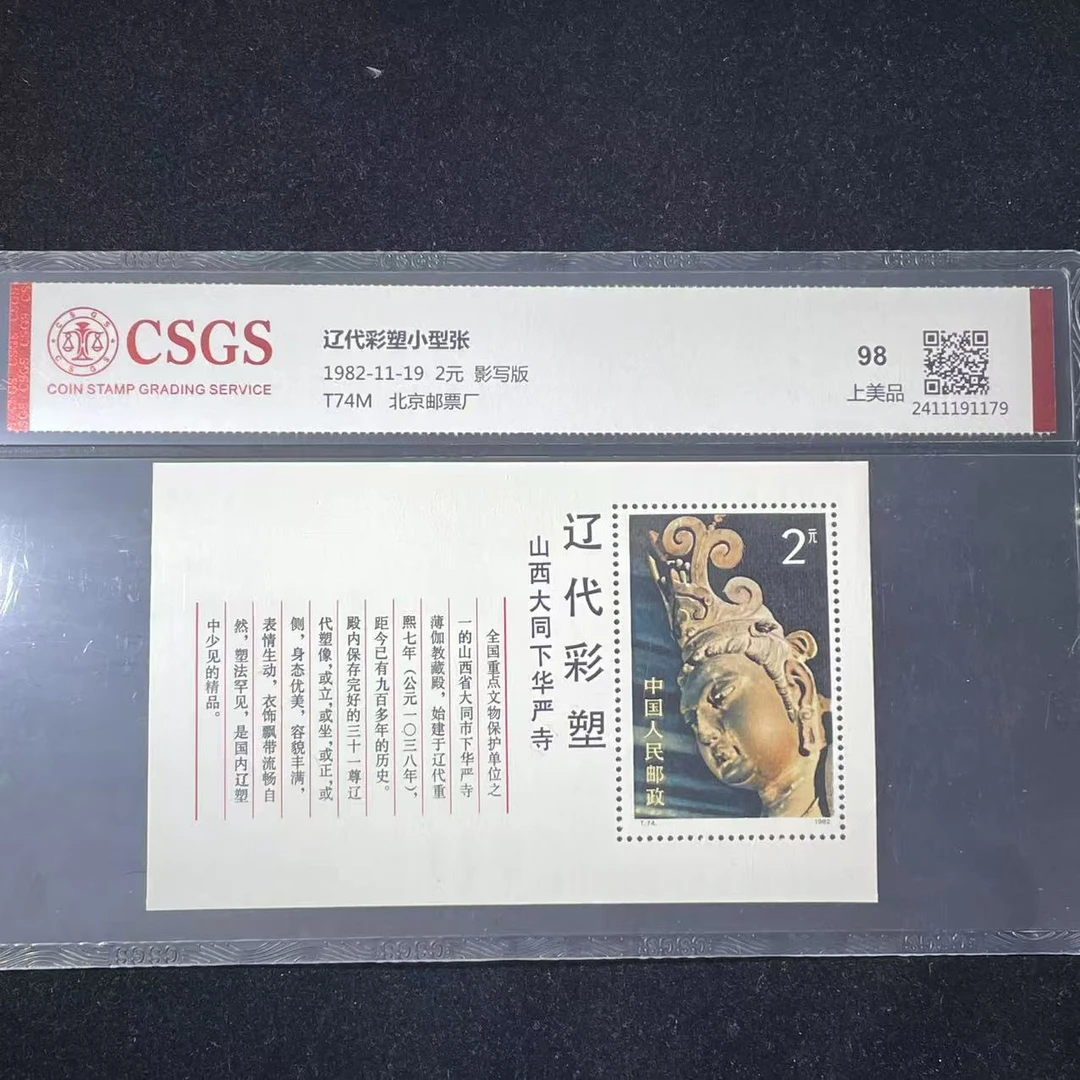 CSGS
COIN STAMP GRADING SERVICE
辽代彩塑小型张
1982-11-19 2元 影写版
T74M 北京邮票厂
98
上美品
2411191179
辽代彩塑
山西大同下华严寺
全国重点文物保护单位之
一的山西省大同市下华严寺
薄伽教藏殿，始建于辽代重
熙七年（公元一〇三八年），
距今已有九百多年的历史。
殿内保存完好的三十一尊辽
代塑像，或立，或坐，或正，或
侧，身态优美，容貌丰满，
表情生动，衣饰飘带流畅自
然，塑法罕见，是国内辽塑
中少见的精品。
2元
中国人民邮政
T.74.
1982